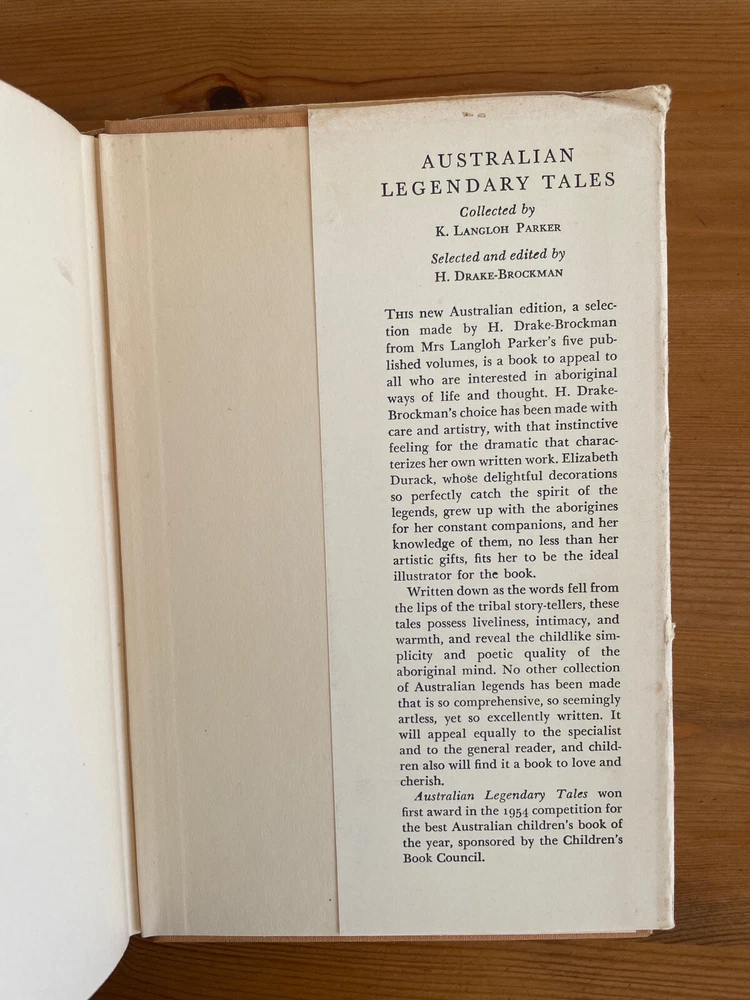 AUSTRALIAN
LEGENDARY TALES
Collected by
K. LANGLOH PARKER
Selected and edited by
H. DRAKE-BROCKMAN
THIS new Australian edition, a selec-
tion made by H. Drake-Brockman
from Mrs Langloh Parker's five pub-
lished volumes, is a book to appeal to
all who are interested in aboriginal
ways of life and thought. H. Drake-
Brockman's choice has been made with
care and artistry, with that instinctive
feeling for the dramatic that charac-
terizes her own written work. Elizabeth
Durack, whose delightful decorations
so perfectly catch the spirit of the
legends, grew up with the aborigines
for her constant companions, and her
knowledge of them, no less than her
artistic gifts, fits her to be the ideal
illustrator for the book.
Written down as the words fell from
the lips of the tribal story-tellers, these
tales possess liveliness, intimacy, and
warmth, and reveal the childlike sim-
plicity and poetic quality of the
aboriginal mind. No other collection
of Australian legends has been made
that is so comprehensive, so seemingly
artless, yet so excellently written. It
will appeal equally to the specialist
and to the general reader, and child-
ren also will find it a book to love and
cherish.
Australian Legendary Tales won
first award in the 1954 competition for
the best Australian children's book of
the year, sponsored by the Children's
Book Council.